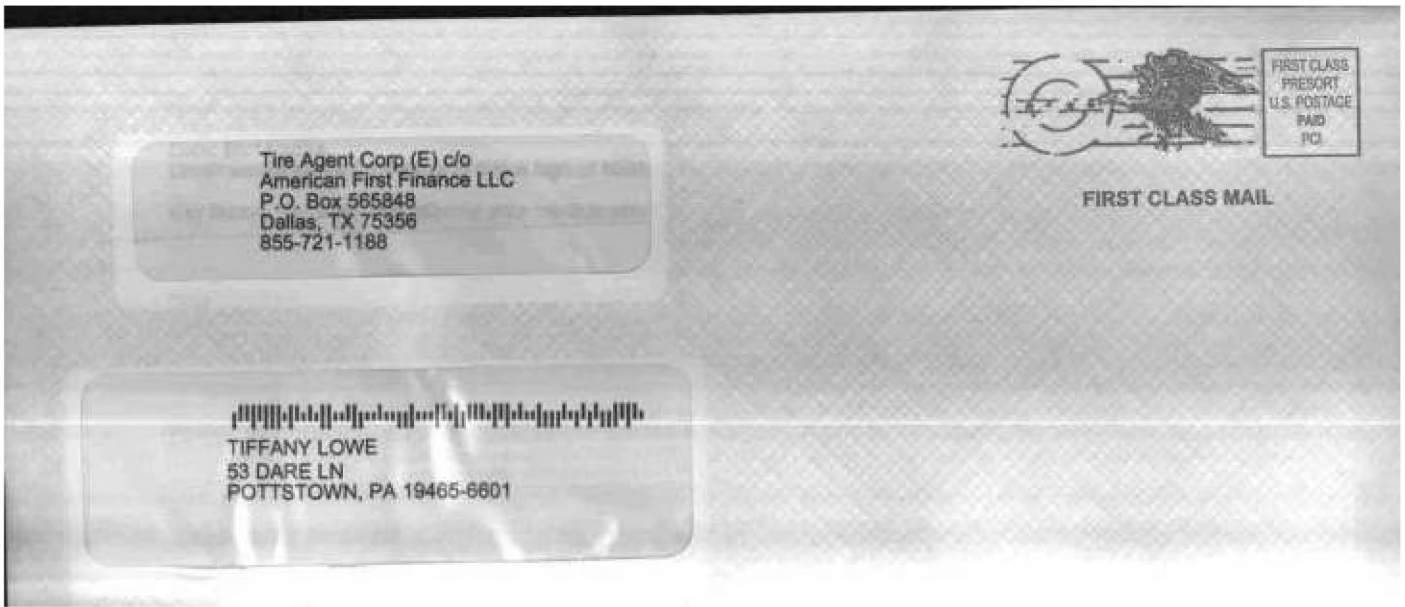 Tire Agent Corp (E) c/o
American First Finance LLC
P.O. Box 565848
Dallas, TX 75356
855-721-1188
FIRST CLASS
PRESORT
U.S. POSTAGE
PAID
PCI
FIRST CLASS MAIL
TIFFANY LOWE
53 DARE LN
POTTSTOWN, PA 19465-6601